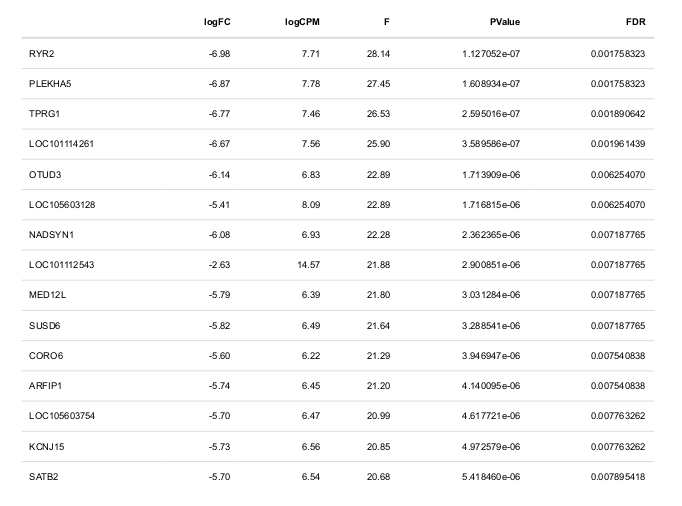 logFC logCPM F PValue FDR
RYR2 -6.98 7.71 28.14 1.127052e-07 0.001758323
PLEKHA5 -6.87 7.78 27.45 1.608934e-07 0.001758323
TPRG1 -6.77 7.46 26.53 2.595016e-07 0.001890642
LOC101114261 -6.67 7.56 25.90 3.589586e-07 0.001961439
OTUD3 -6.14 6.83 22.89 1.713909e-06 0.006254070
LOC105603128 -5.41 8.09 22.89 1.716815e-06 0.006254070
NADSYN1 -6.08 6.93 22.28 2.362365e-06 0.007187765
LOC101112543 -2.63 14.57 21.88 2.900851e-06 0.007187765
MED12L -5.79 6.39 21.80 3.031284e-06 0.007187765
SUSD6 -5.82 6.49 21.64 3.288541e-06 0.007187765
CORO6 -5.60 6.22 21.29 3.946947e-06 0.007540838
ARFIP1 -5.74 6.45 21.20 4.140095e-06 0.007540838
LOC105603754 -5.70 6.47 20.99 4.617721e-06 0.007763262
KCNJ15 -5.73 6.56 20.85 4.972579e-06 0.007763262
SATB2 -5.70 6.54 20.68 5.418460e-06 0.007895418